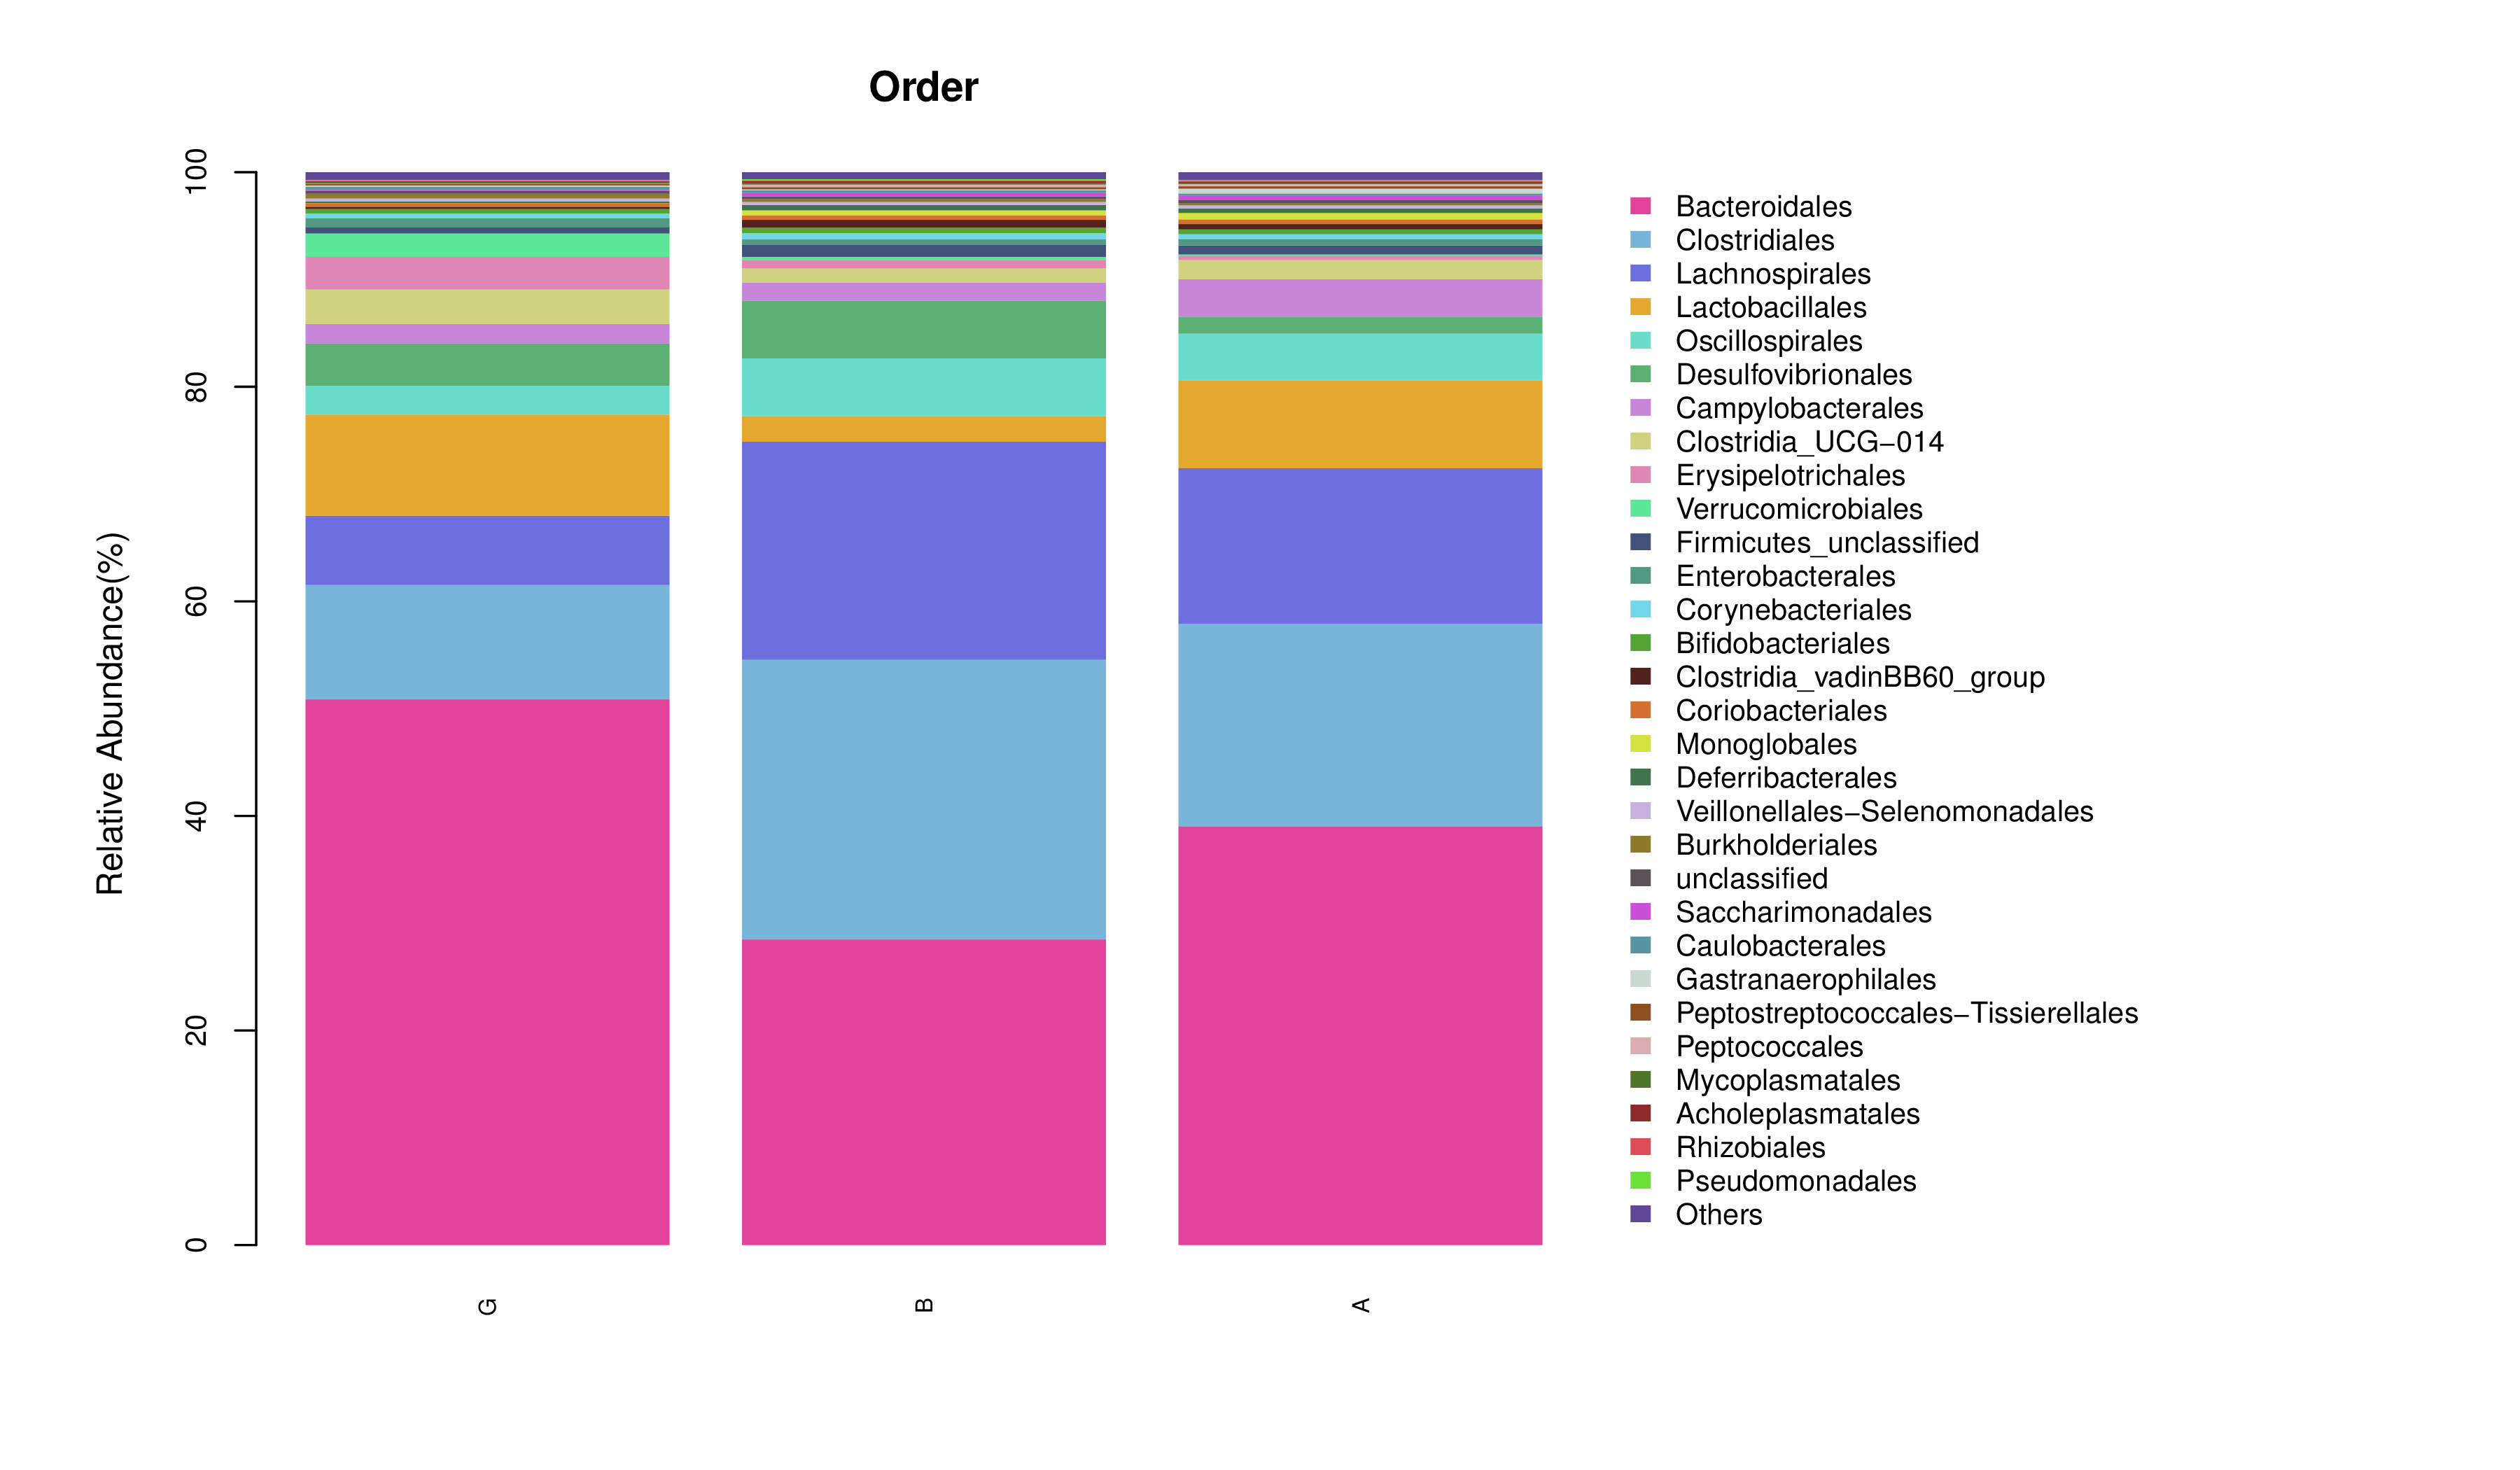 Order
Relative Abundance(%)
100
80
60
40
20
0
G
B
A
Bacteroidales
Clostridiales
Lachnospirales
Lactobacillales
Oscillospirales
Desulfovibrionales
Campylobacterales
Clostridia_UCG−014
Erysipelotrichales
Verrucomicrobiales
Firmicutes_unclassified
Enterobacterales
Corynebacteriales
Bifidobacteriales
Clostridia_vadinBB60_group
Coriobacteriales
Monoglobales
Deferribacterales
Veillonellales−Selenomonadales
Burkholderiales
unclassified
Saccharimonadales
Caulobacterales
Gastranaerophilales
Peptostreptococcales−Tissierellales
Peptococcales
Mycoplasmatales
Acholeplasmatales
Rhizobiales
Pseudomonadales
Others